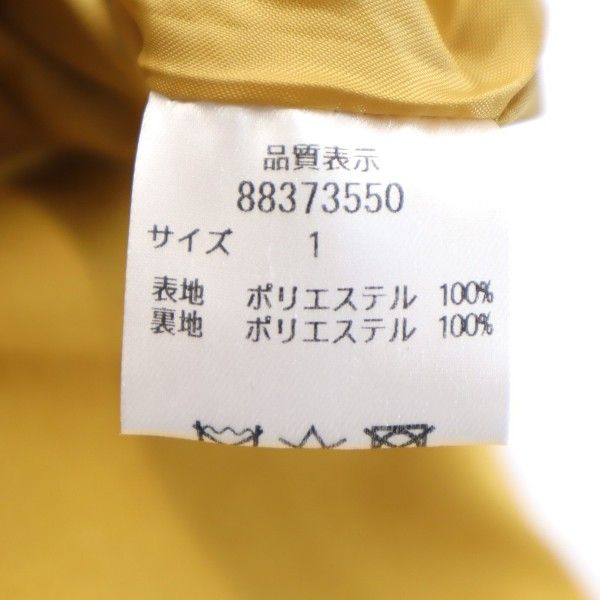 品質表示
88373550
サイズ 1
表地 ポリエステル 100%
裏地 ポリエステル 100%